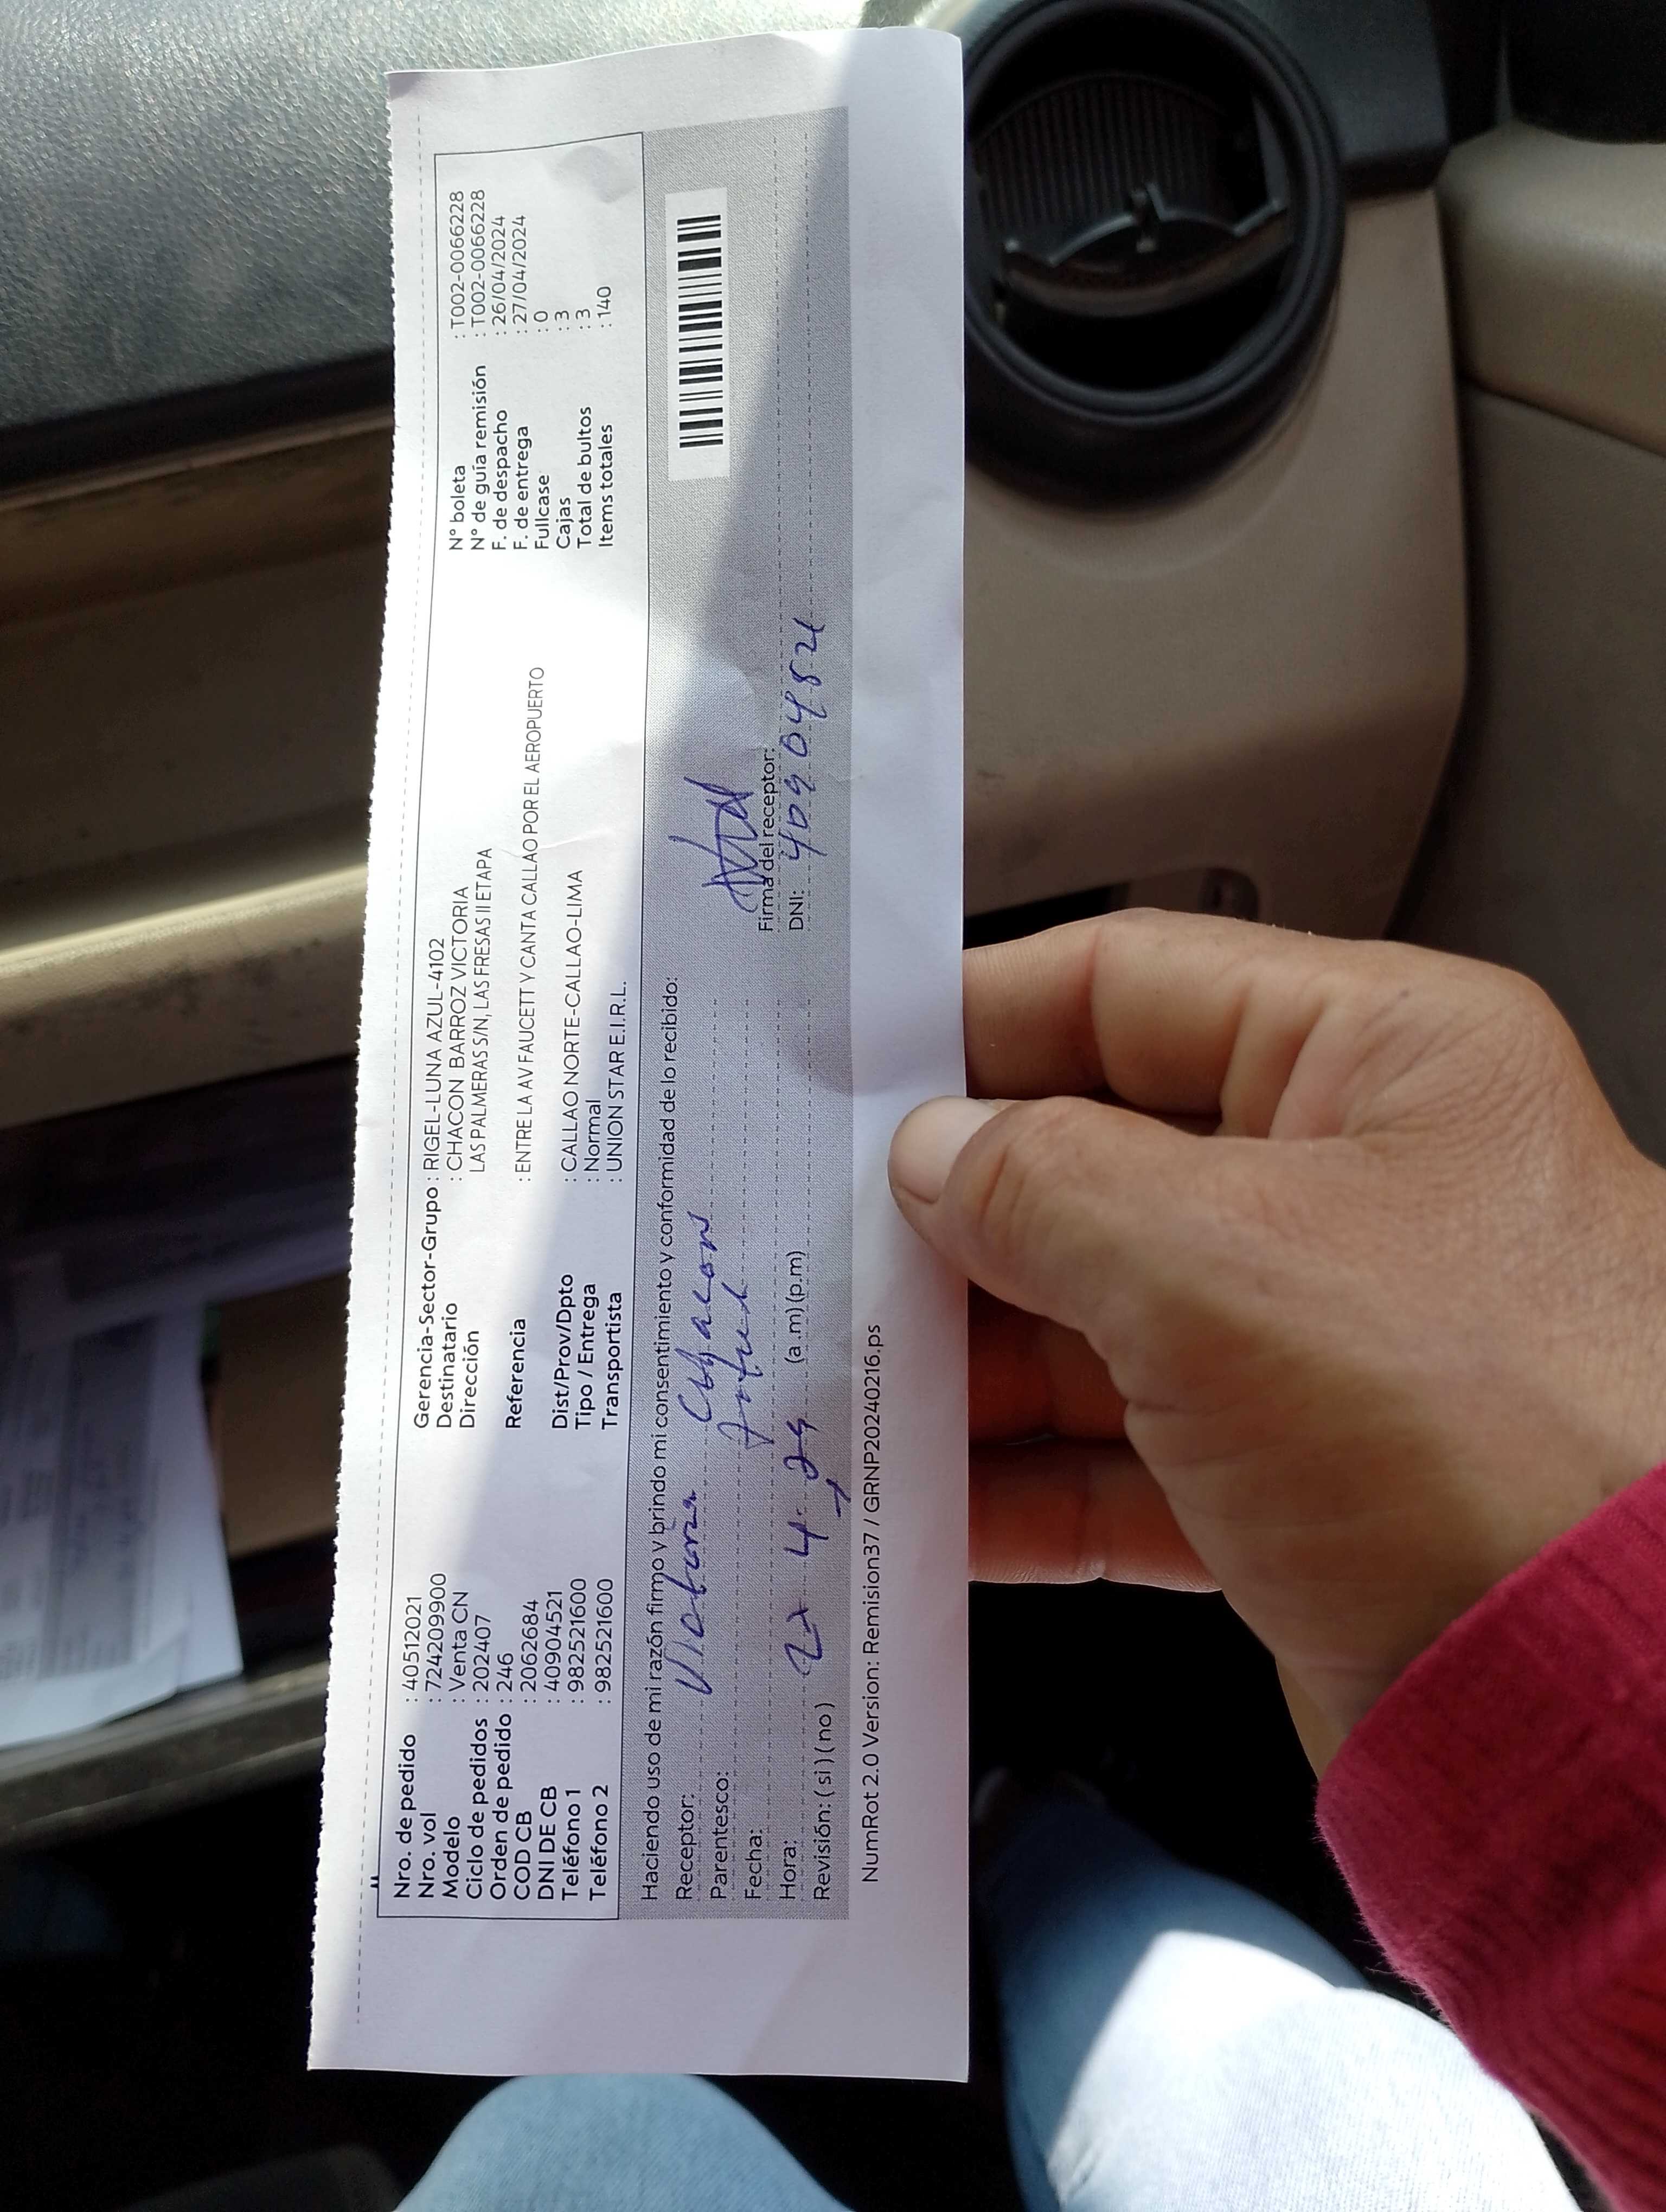 Nro. de pedido : 40512021
Nro. vol : 724209900
Modelo : Venta CN
Ciclo de pedidos : 202407
Orden de pedido : 246
COD CB : 2062684
DNI DE CB : 40904521
Teléfono 1 : 982521600
Teléfono 2 : 982521600
Gerencia-Sector-Grupo : RIGEL-LUNA AZUL-4102
Destinatario : CHACON BARROZ VICTORIA
Dirección LAS PALMERAS S/N, LAS FRESAS II ETAPA
Referencia : ENTRE LA AV FAUCETT Y CANTA CALLAO POR EL AEROPUERTO
Dist/Prov/Dpto : CALLAO NORTE-CALLAO-LIMA
Tipo / Entrega : Normal
Transportista : UNION STAR E.I.R.L.
N° boleta : T002-0066228
N° de guía remisión : T002-0066228
F. de despacho : 26/04/2024
F. de entrega : 27/04/2024
Fullcase : 0
Cajas : 3
Total de bultos : 3
Items totales : 140
Haciendo uso de mi razón firmo y brindo mi consentimiento y conformidad de lo recibido:
Receptor: Victoria Chacon
Parentesco:
Fecha:
Hora: (a.m) (p.m)
Revisión: (si) (no)
Firma del receptor:
DNI: 40904521
NumRot 2.0 Version: Remision37 / GRNP20240216.ps